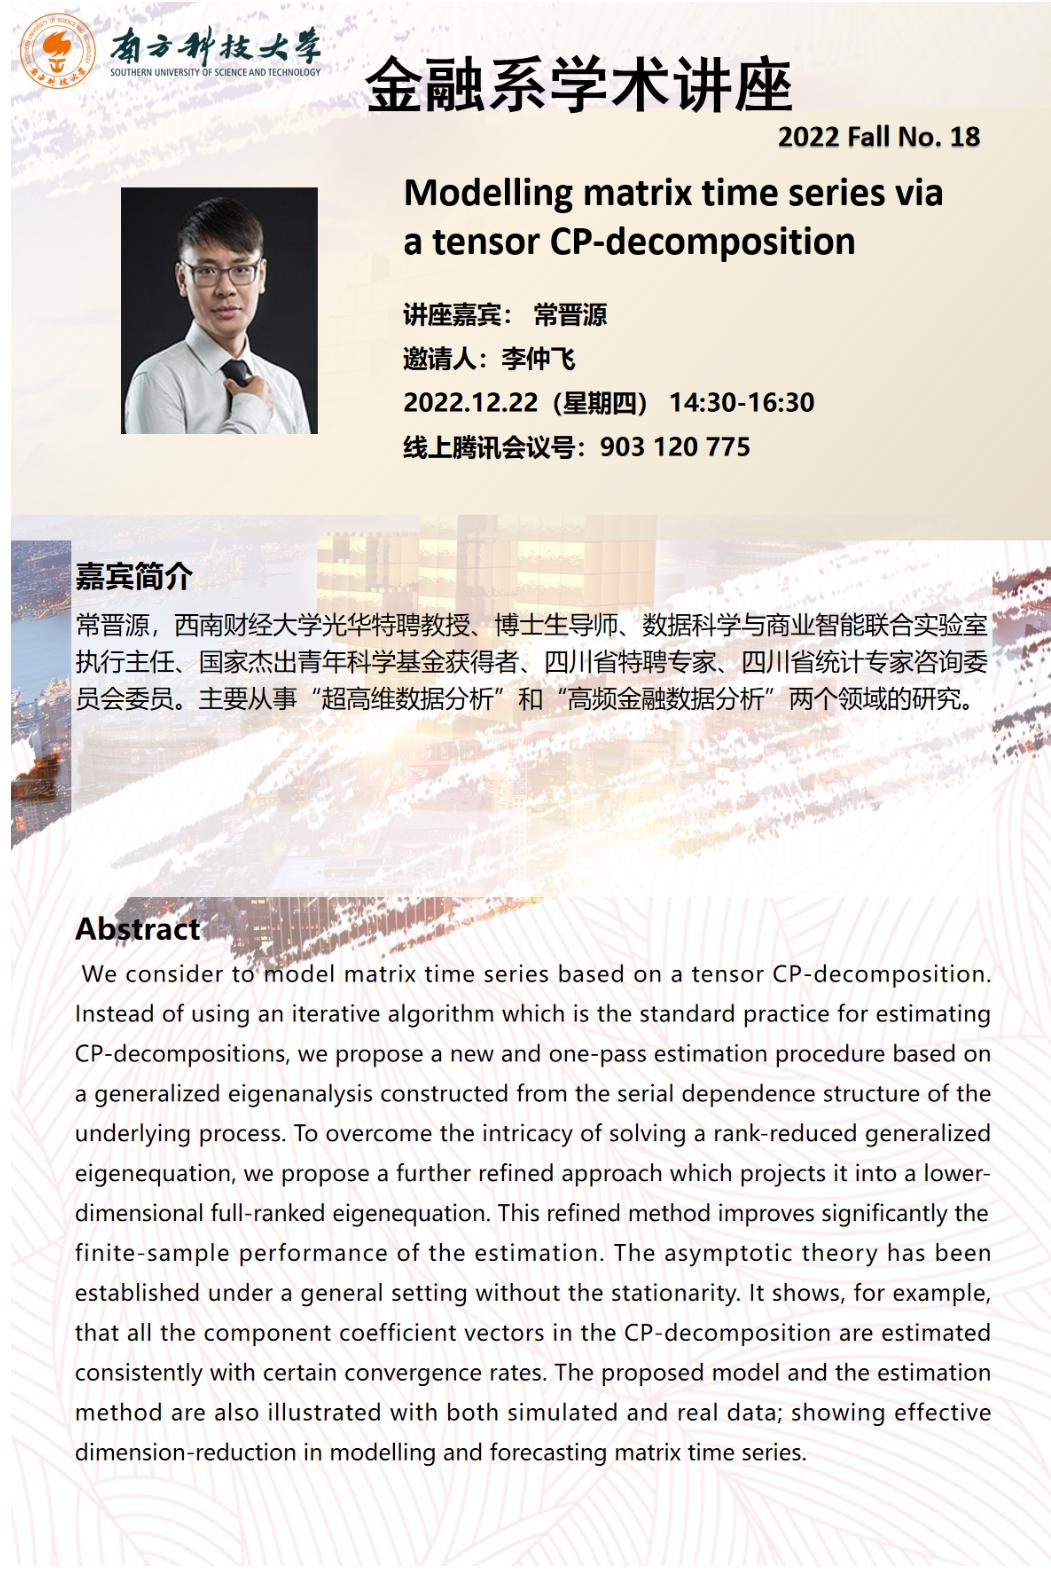 南方科技大学
SOUTHERN UNIVERSITY OF SCIENCE AND TECHNOLOGY
金融系学术讲座
2022 Fall No. 18
Modelling matrix time series via
a tensor CP-decomposition
讲座嘉宾： 常晋源
邀请人：李仲飞
2022.12.22（星期四） 14:30-16:30
线上腾讯会议号：903 120 775
嘉宾简介
常晋源，西南财经大学光华特聘教授、博士生导师、数据科学与商业智能联合实验室
执行主任、国家杰出青年科学基金获得者、四川省特聘专家、四川省统计专家咨询委
员会委员。主要从事“超高维数据分析”和“高频金融数据分析”两个领域的研究。
Abstract
We consider to model matrix time series based on a tensor CP-decomposition.
Instead of using an iterative algorithm which is the standard practice for estimating
CP-decompositions, we propose a new and one-pass estimation procedure based on
a generalized eigenanalysis constructed from the serial dependence structure of the
underlying process. To overcome the intricacy of solving a rank-reduced generalized
eigenequation, we propose a further refined approach which projects it into a lower-
dimensional full-ranked eigenequation. This refined method improves significantly the
finite-sample performance of the estimation. The asymptotic theory has been
established under a general setting without the stationarity. It shows, for example,
that all the component coefficient vectors in the CP-decomposition are estimated
consistently with certain convergence rates. The proposed model and the estimation
method are also illustrated with both simulated and real data; showing effective
dimension-reduction in modelling and forecasting matrix time series.